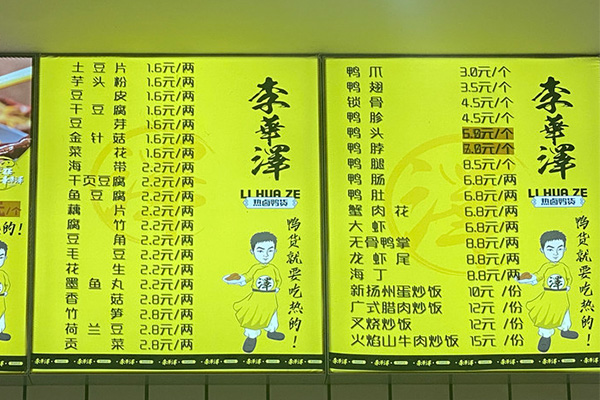 土豆片 1.6元/两
芋头粉 1.6元/两
豆皮 1.6元/两
干豆腐 1.6元/两
豆芽 1.6元/两
金针菇 1.6元/两
菜花 1.6元/两
海带 2.2元/两
千页豆腐 2.2元/两
鱼豆腐 2.2元/两
藕片 2.2元/两
腐竹 2.2元/两
豆角 2.2元/两
毛豆 2.2元/两
花生 2.2元/两
墨鱼丸 2.2元/两
香菇 2.8元/两
竹笋 2.8元/两
荷兰豆 2.8元/两
贡菜 2.8元/两
李華澤
LI HUA ZE
热卤鸭货
鸭货就要吃热的！
澤
鸭爪 3.0元/个
鸭翅 3.5元/个
锁骨 4.5元/个
鸭胗 4.5元/个
鸭头 元/个
鸭脖 元/个
鸭腿 8.5元/个
鸭肠 6.8元/两
鸭肚 6.8元/两
蟹肉花 6.8元/两
大虾 6.8元/两
无骨鸭掌 6.8元/两
龙虾尾 8.8元/两
海丁 8.8元/两
新扬州蛋炒饭 10元/份
广式腊肉炒饭 12元/份
叉烧炒饭 12元/份
火焰山牛肉炒饭 15元/份
李華澤
LI HUA ZE
热卤鸭货
鸭货就要吃热的！
澤